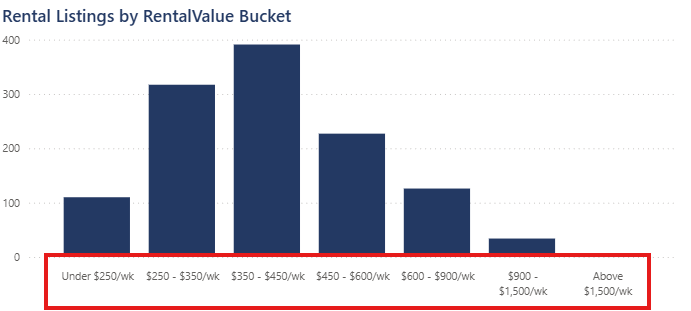 Rental Listings by RentalValue Bucket
400
300
200
100
0
Under $250/wk $250 - $350/wk $350 - $450/wk $450 - $600/wk $600 - $900/wk $900 - Above
$1,500/wk $1,500/wk